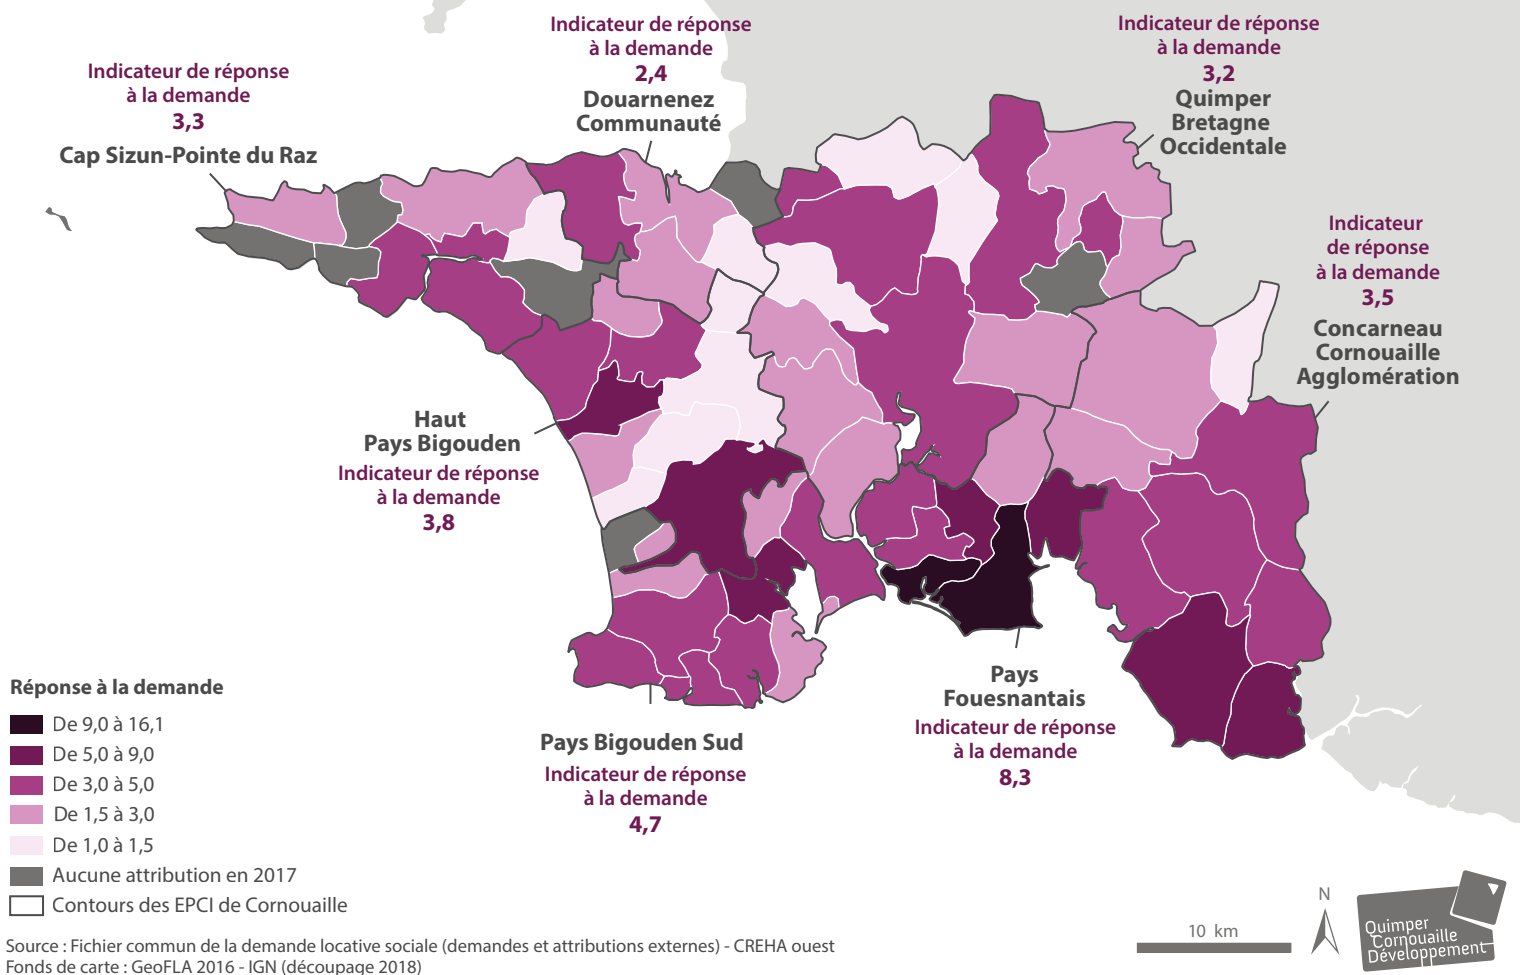 Indicateur de réponse
à la demande
3,3
Cap Sizun-Pointe du Raz
Indicateur de réponse
à la demande
2,4
Douarnenez
Communauté
Indicateur de réponse
à la demande
3,2
Quimper
Bretagne
Occidentale
Indicateur
de réponse
à la demande
3,5
Concarneau
Cornouaille
Agglomération
Haut
Pays Bigouden
Indicateur de réponse
à la demande
3,8
Pays Bigouden Sud
Indicateur de réponse
à la demande
4,7
Pays
Fouesnantais
Indicateur de réponse
à la demande
8,3
Réponse à la demande
De 9,0 à 16,1
De 5,0 à 9,0
De 3,0 à 5,0
De 1,5 à 3,0
De 1,0 à 1,5
Aucune attribution en 2017
Contours des EPCI de Cornouaille
Source : Fichier commun de la demande locative sociale (demandes et attributions externes) - CREHA ouest
Fonds de carte : GeoFLA 2016 - IGN (découpage 2018)
10 km
N
Quimper
Cornouaille
Développement